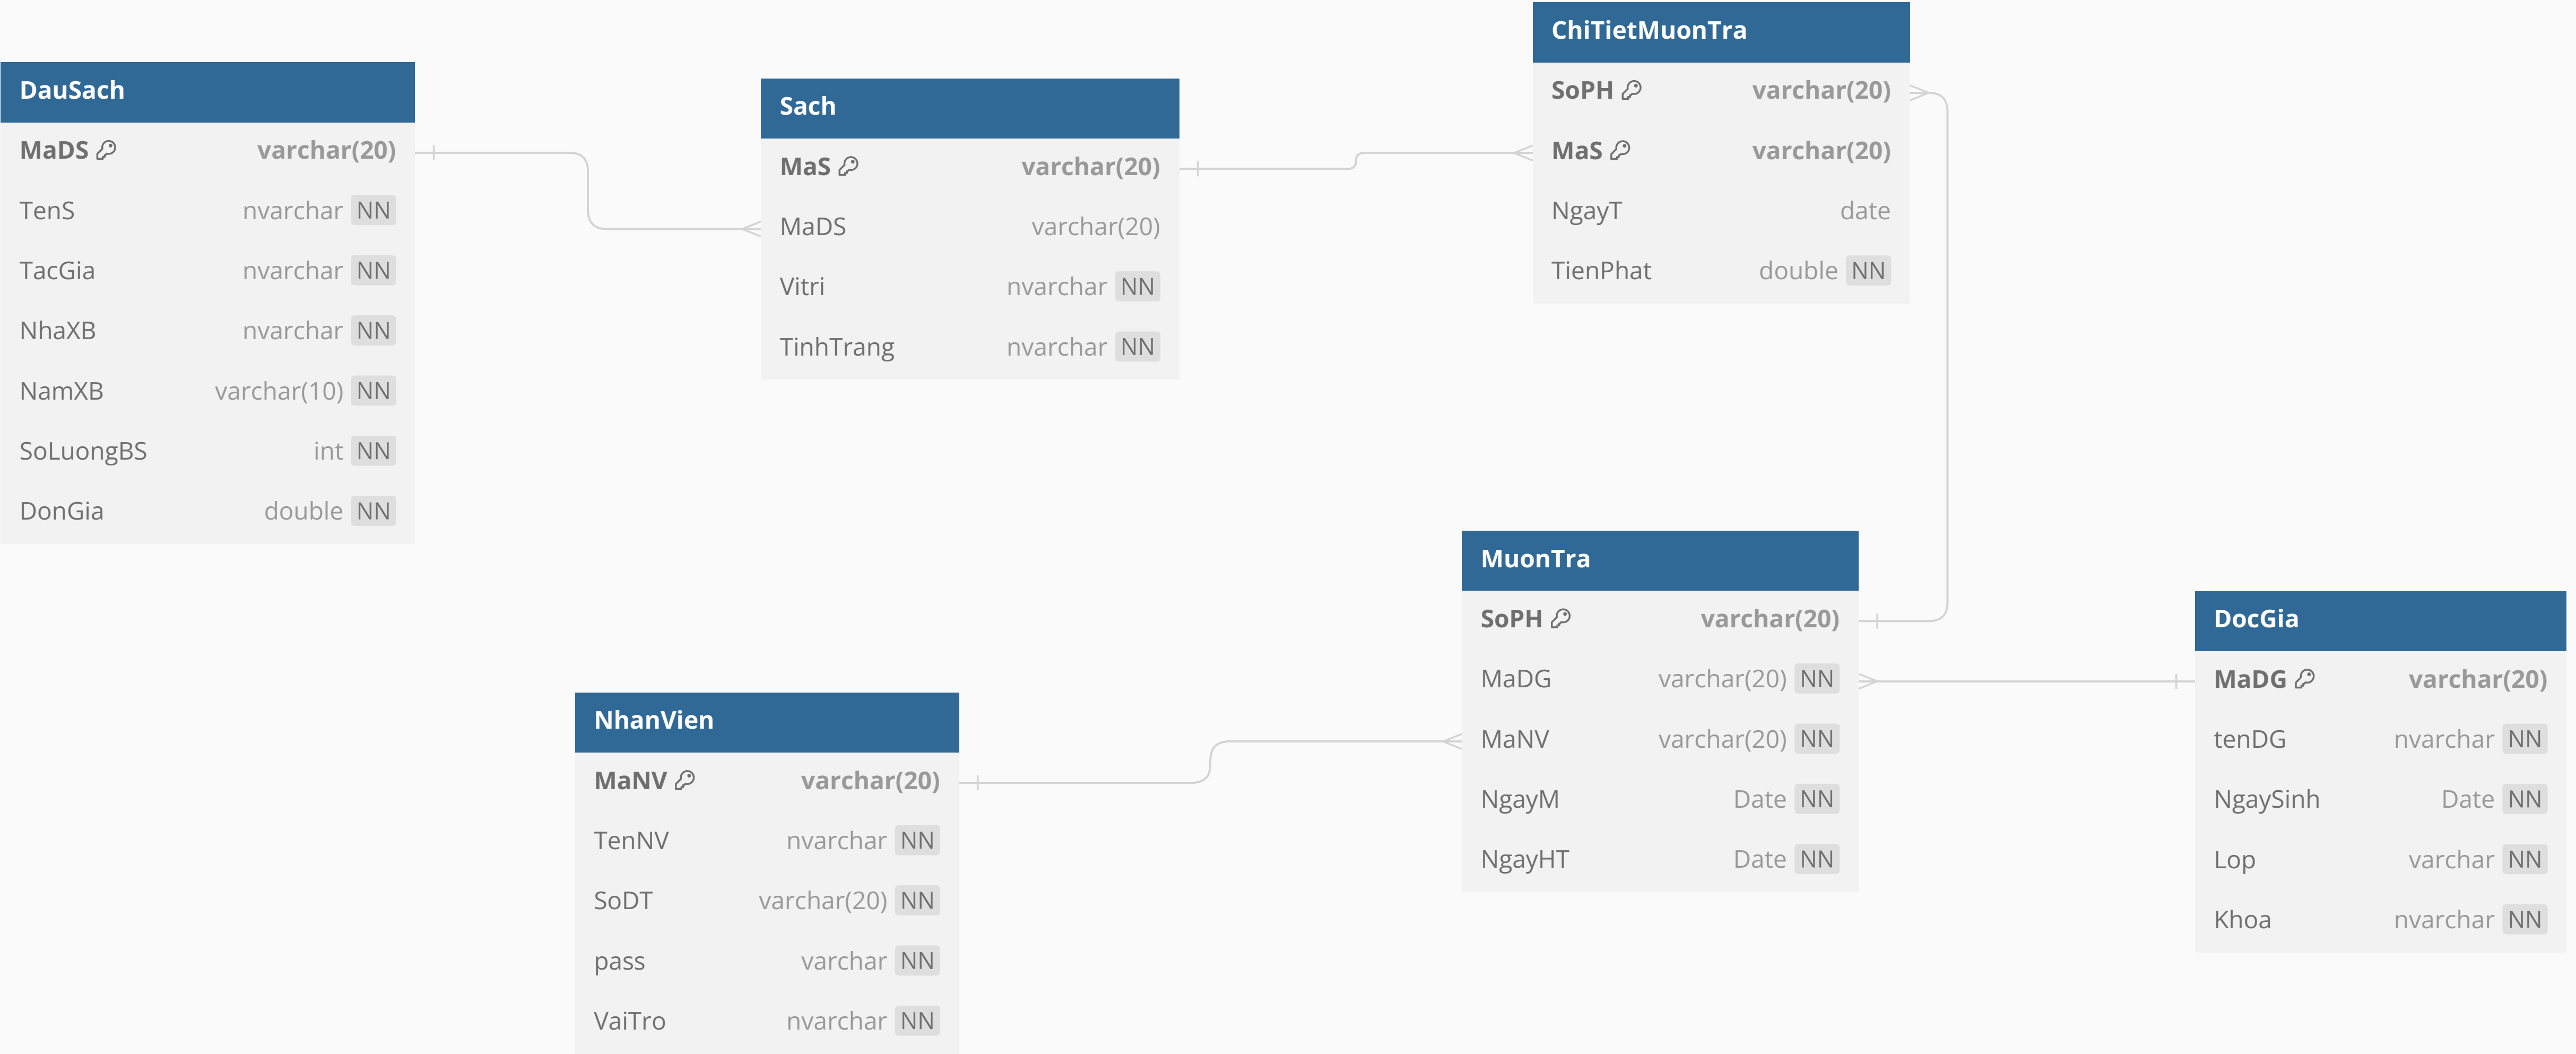 DauSach
MaDS varchar(20)
TenS nvarchar NN
TacGia nvarchar NN
NhaXB nvarchar NN
NamXB varchar(10) NN
SoLuongBS int NN
DonGia double NN
Sach
MaS varchar(20)
MaDS varchar(20)
Vitri nvarchar NN
TinhTrang nvarchar NN
ChiTietMuonTra
SoPH varchar(20)
MaS varchar(20)
NgayT date
TienPhat double NN
NhanVien
MaNV varchar(20)
TenNV nvarchar NN
SoDT varchar(20) NN
pass varchar NN
VaiTro nvarchar NN
MuonTra
SoPH varchar(20)
MaDG varchar(20) NN
MaNV varchar(20) NN
NgayM Date NN
NgayHT Date NN
DocGia
MaDG varchar(20)
tenDG nvarchar NN
NgaySinh Date NN
Lop varchar NN
Khoa nvarchar NN